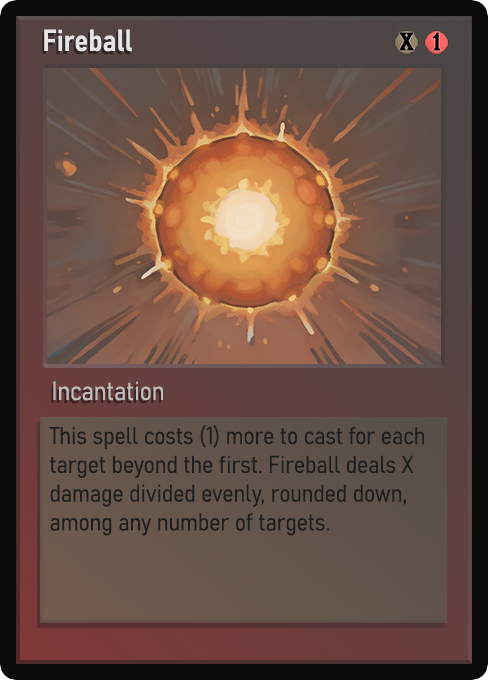 Fireball X 1
Incantation
This spell costs (1) more to cast for each
target beyond the first. Fireball deals X
damage divided evenly, rounded down,
among any number of targets.